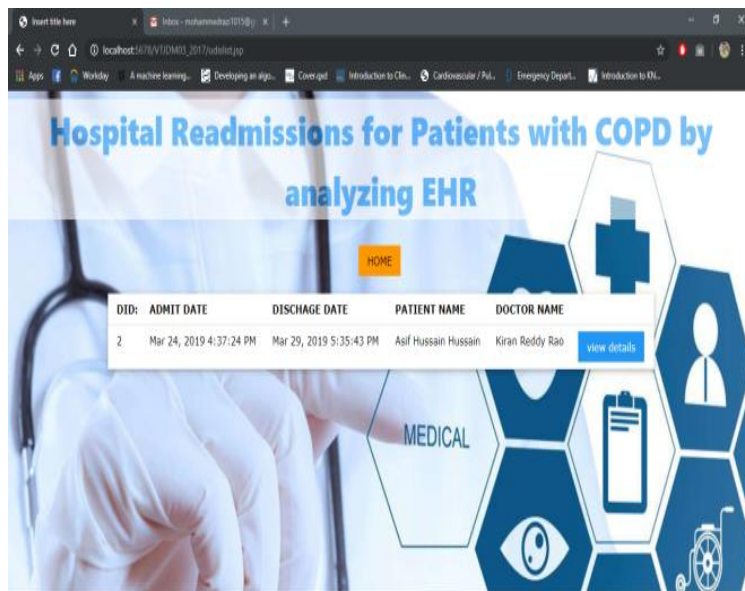 Insert title here
Inbox - mohammedrazi1015@g
localhost:5678/VTJDM03_2017/udislist.jsp
Apps Workday A machine learning... Developing an algo... Cover.qxd Introduction to Clin... Cardiovascular / Pul... Emergency Depart... Introduction to KN...
Hospital Readmissions for Patients with COPD by
analyzing EHR
HOME
DID: ADMIT DATE DISCHAGE DATE PATIENT NAME DOCTOR NAME
2 Mar 24, 2019 4:37:24 PM Mar 29, 2019 5:35:43 PM Asif Hussain Hussain Kiran Reddy Rao view details
MEDICAL